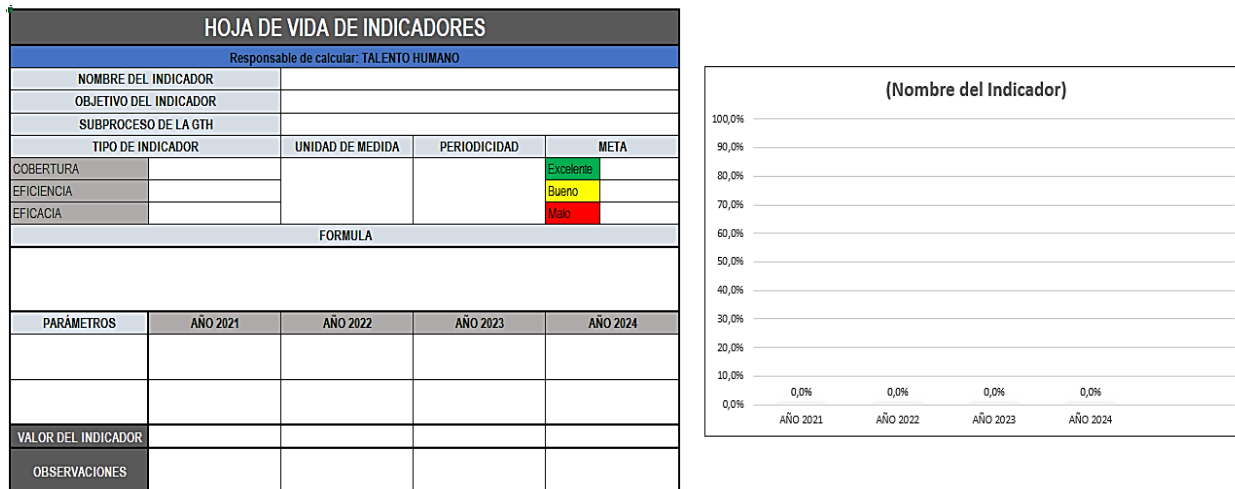 HOJA DE VIDA DE INDICADORES
Responsable de calcular: TALENTO HUMANO
NOMBRE DEL INDICADOR
OBJETIVO DEL INDICADOR
SUBPROCESO DE LA GTH
TIPO DE INDICADOR UNIDAD DE MEDIDA PERIODICIDAD META
COBERTURA Excelente
EFICIENCIA Bueno
EFICACIA Malo
FORMULA
PARÁMETROS AÑO 2021 AÑO 2022 AÑO 2023 AÑO 2024
VALOR DEL INDICADOR
OBSERVACIONES
(Nombre del Indicador)
100,0%
90,0%
80,0%
70,0%
60,0%
50,0%
40,0%
30,0%
20,0%
10,0%
0,0%
0,0% 0,0% 0,0% 0,0%
AÑO 2021 AÑO 2022 AÑO 2023 AÑO 2024